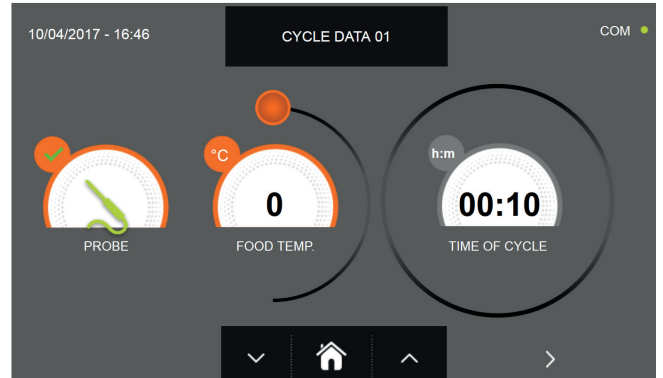 10/04/2017 - 16:46
CYCLE DATA 01
COM
°C
h:m
0
00:10
PROBE
FOOD TEMP.
TIME OF CYCLE